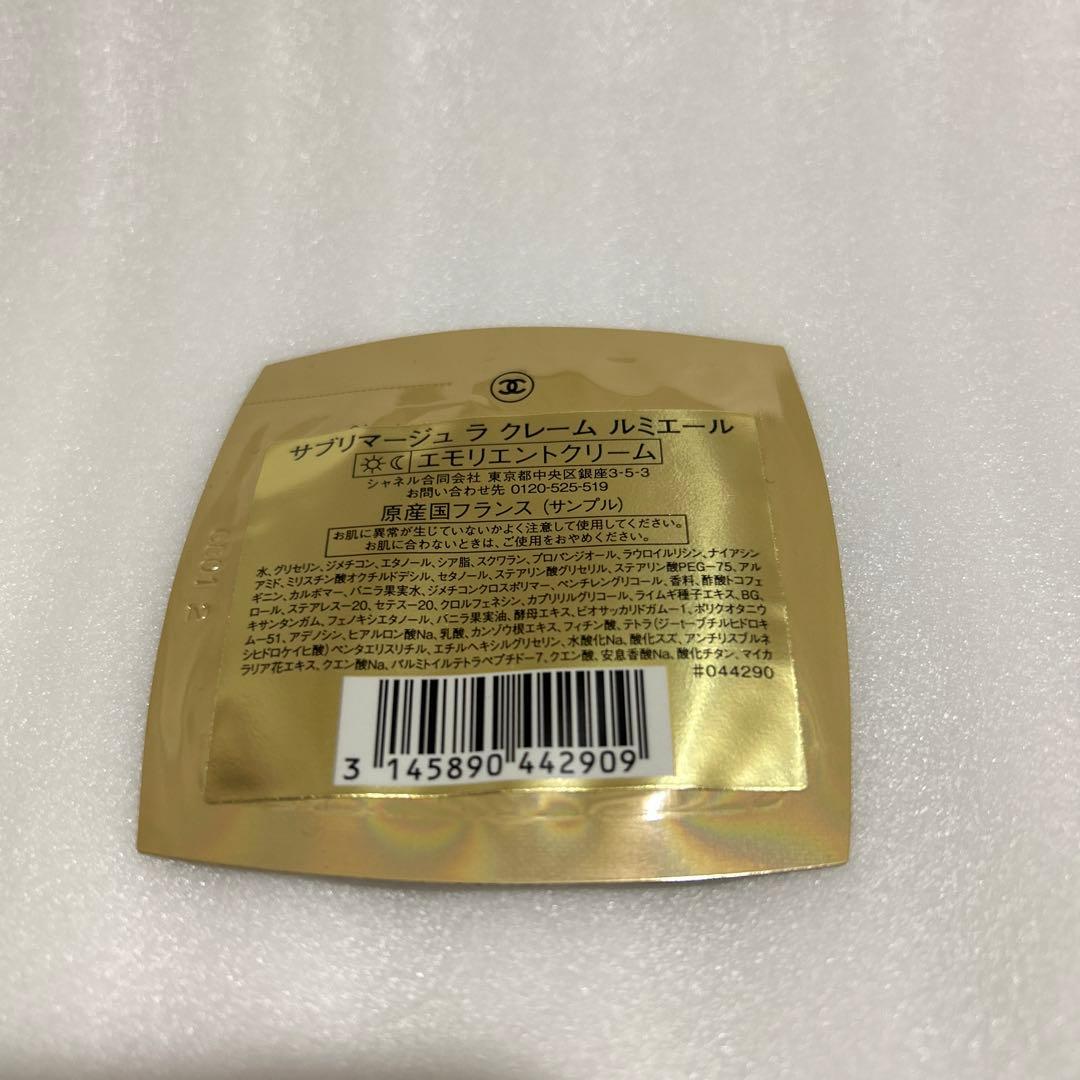 サブリマージュ ラ クレーム ルミエール
エモリエントクリーム
シャネル合同会社 東京都中央区銀座3-5-3
お問い合わせ先 0120-525-519
原産国フランス (サンプル)
お肌に異常が生じていないかよく注意して使用してください。
お肌に合わないときは、ご使用をおやめください。
水、グリセリン、ジメチコン、エタノール、シア脂、スクワラン、プロパンジオール、ラウロイルリシン、ナイアシン
アミド、ミリスチン酸オクチルドデシル、セタノール、ステアリン酸グリセリル、ステアリン酸PEG-75、アル
ギニン、カルボマー、バニラ果実水、ジメチコンクロスポリマー、ペンチレングリコール、香料、酢酸トコフェ
ロール、ステアレス-20、セテス-20、クロルフェネシン、カプリリルグリコール、ライムギ種子エキス、BG、
キサンタンガム、フェノキシエタノール、バニラ果実油、酵母エキス、ビオサッカリドガム-1、ポリクオタニウ
ム-51、アデノシン、ヒアルロン酸Na、乳酸、カンゾウ根エキス、フィチン酸、テトラ(ジ-t-ブチルヒドロキ
シヒドロケイヒ酸)ペンタエリスリチル、エチルヘキシルグリセリン、水酸化Na、酸化スズ、アンチリスブルネ
ラリア花エキス、クエン酸Na、パルミトイルテトラペプチド-7、クエン酸、安息香酸Na、酸化チタン、マイカ
#044290
3 145890 442909
0001 2